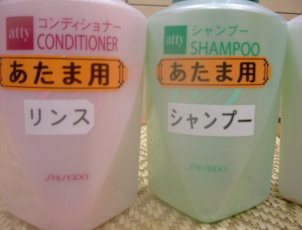 atty
コンディショナー
CONDITIONER
あたま用
リンス
SHISEIDO
atty
シャンプー
SHAMPOO
あたま用
シャンプー
SHISEIDO